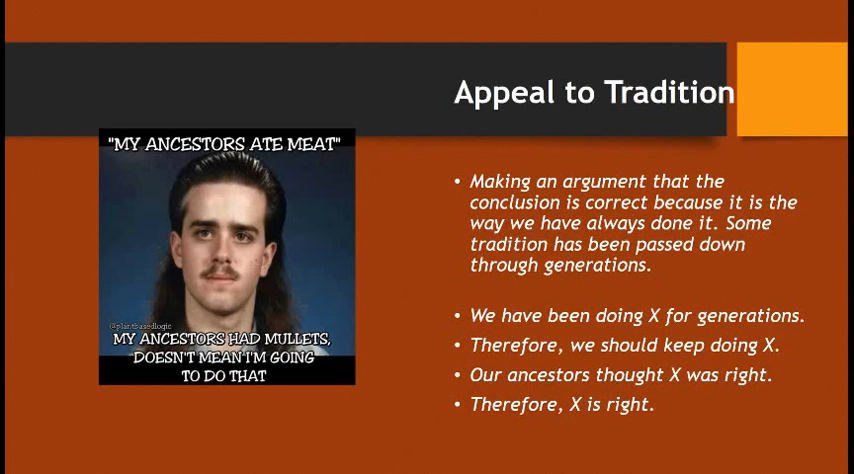 Appeal to Tradition
"MY ANCESTORS ATE MEAT"
@plantbasedlogic
MY ANCESTORS HAD MULLETS,
DOESN'T MEAN I'M GOING
TO DO THAT
• Making an argument that the
conclusion is correct because it is the
way we have always done it. Some
tradition has been passed down
through generations.
• We have been doing X for generations.
• Therefore, we should keep doing X.
• Our ancestors thought X was right.
• Therefore, X is right.